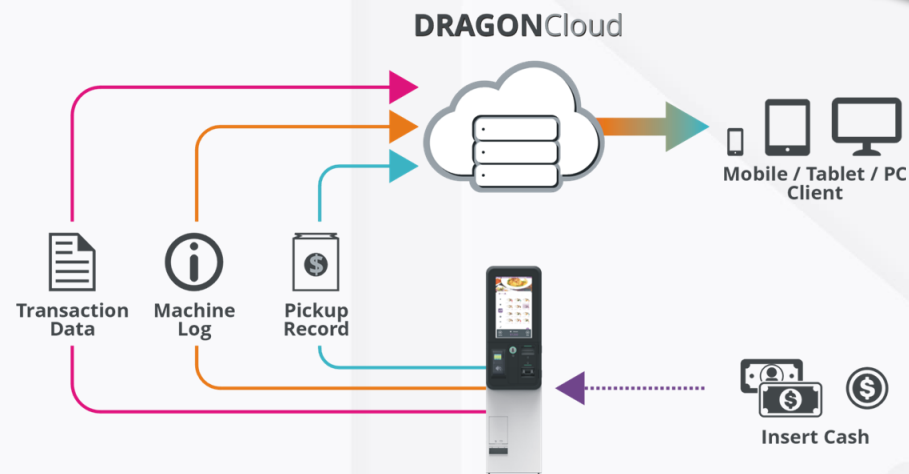 DRAGONCloud
Mobile / Tablet / PC
Client
Transaction
Data
Machine
Log
Pickup
Record
Insert Cash